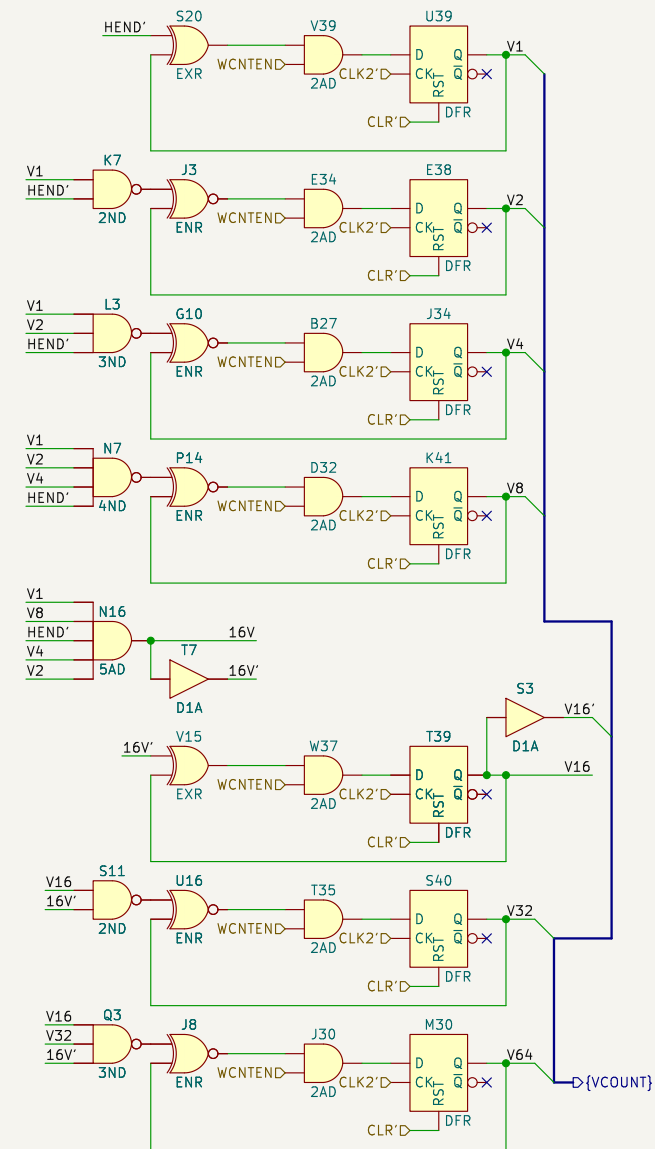 S20
V39
U39
HEND'
V1
D
Q
WCNTEND
CLK2'
CK
Q
RST
EXR
2AD
DFR
CLR'
K7
J3
E34
E38
V1
HEND'
V2
D
Q
WCNTEN
CLK2'
CK
Q
RST
2ND
ENR
2AD
DFR
CLR'
L3
G10
B27
J34
V1
V2
HEND'
V4
D
Q
WCNTEN
CLK2'
CK
Q
RST
3ND
ENR
2AD
DFR
CLR'
N7
P14
D32
K41
V1
V2
V4
HEND'
V8
D
Q
WCNTEN
CLK2'
CK
Q
RST
4ND
ENR
2AD
DFR
CLR'
V1
V8
HEND'
V4
V2
N16
5AD
16V
T7
16V'
D1A
S3
V16'
D1A
V15
W37
T39
16V'
V16
D
Q
WCNTEN
CLK2'
CK
Q
RST
EXR
2AD
DFR
CLR'
S11
U16
T35
S40
V16
16V'
V32
D
Q
WCNTEN
CLK2'
CK
Q
RST
2ND
ENR
2AD
DFR
CLR'
Q3
J8
J30
M30
V16
V32
16V'
V64
D
Q
WCNTEN
CLK2'
CK
Q
RST
{VCOUNT}
3ND
ENR
2AD
DFR
CLR'